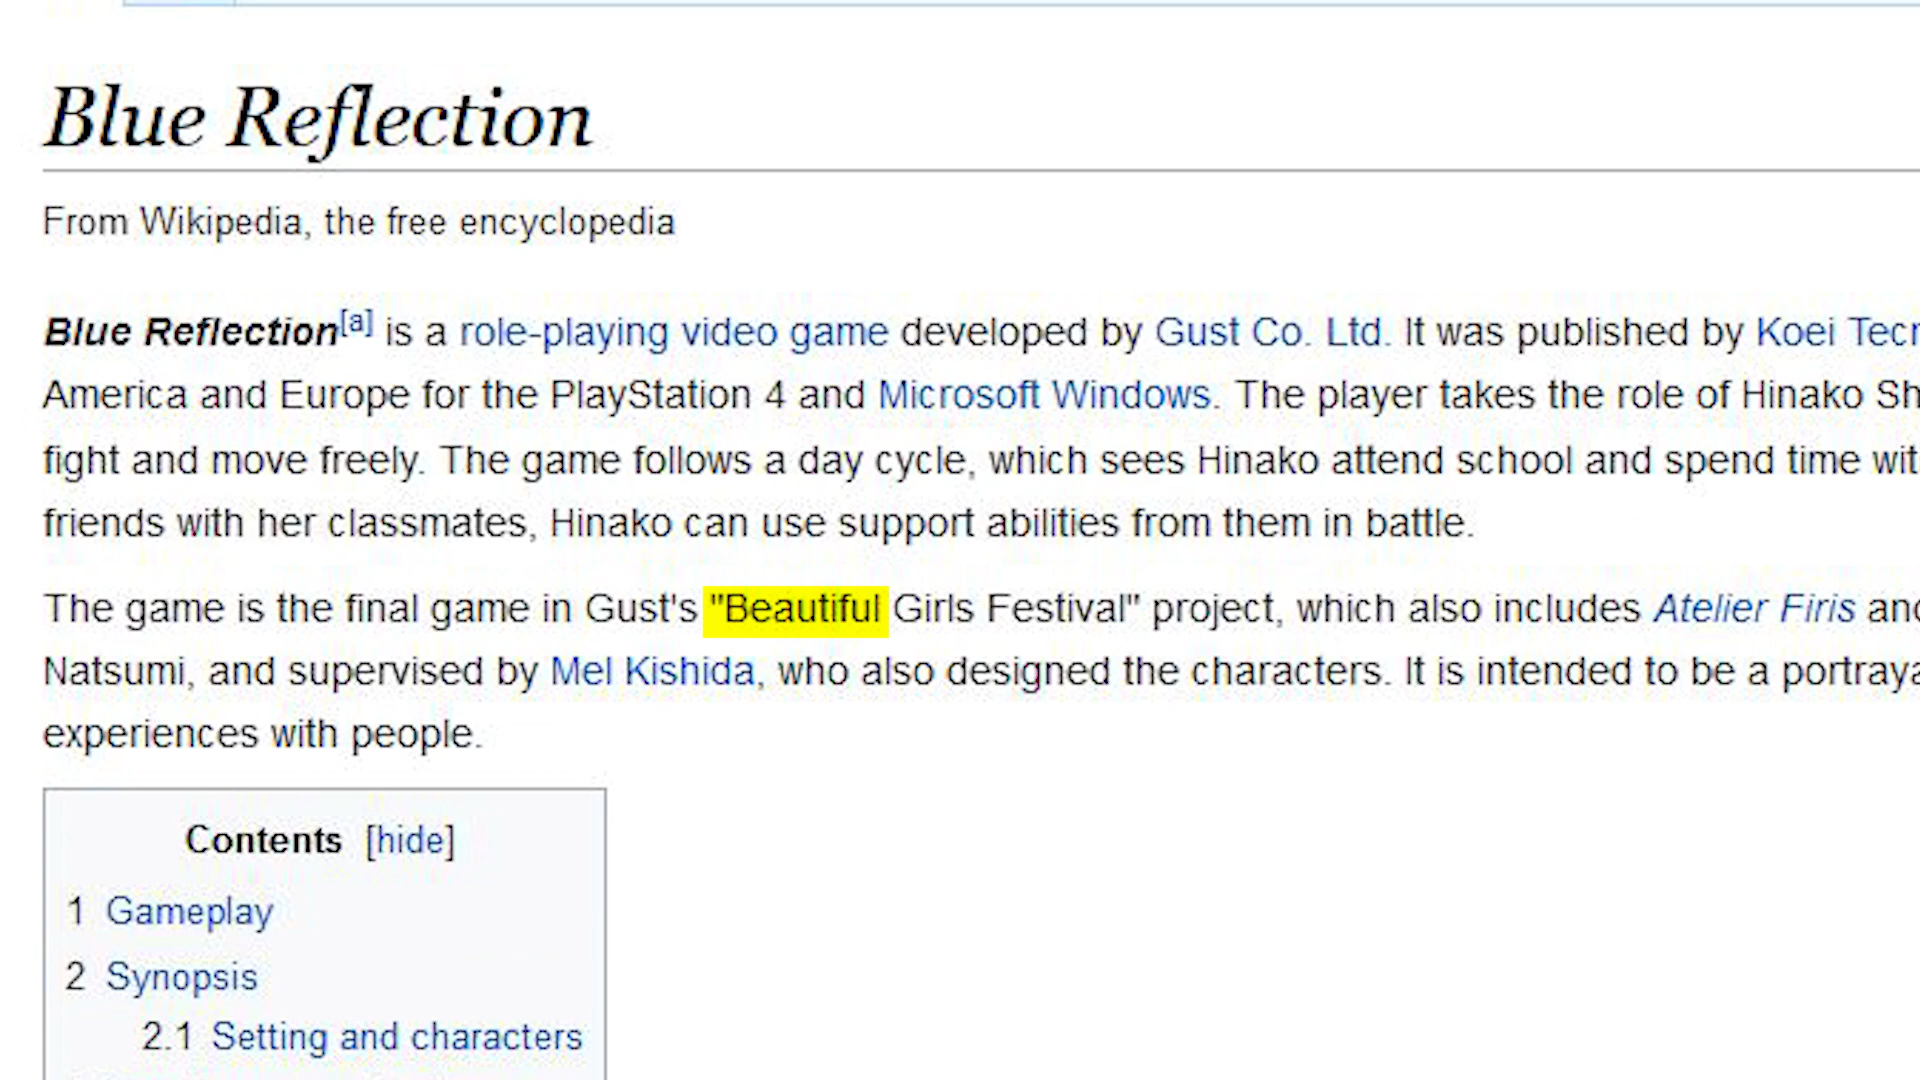 Blue Reflection
From Wikipedia, the free encyclopedia
Blue Reflection[a] is a role-playing video game developed by Gust Co. Ltd. It was published by Koei
America and Europe for the PlayStation 4 and Microsoft Windows. The player takes the role of Hinako
fight and move freely. The game follows a day cycle, which sees Hinako attend school and spend time
friends with her classmates, Hinako can use support abilities from them in battle.
The game is the final game in Gust's "Beautiful Girls Festival" project, which also includes Atelier Firis
Natsumi, and supervised by Mel Kishida, who also designed the characters. It is intended to be a
experiences with people.
Contents [hide]
1 Gameplay
2 Synopsis
2.1 Setting and characters